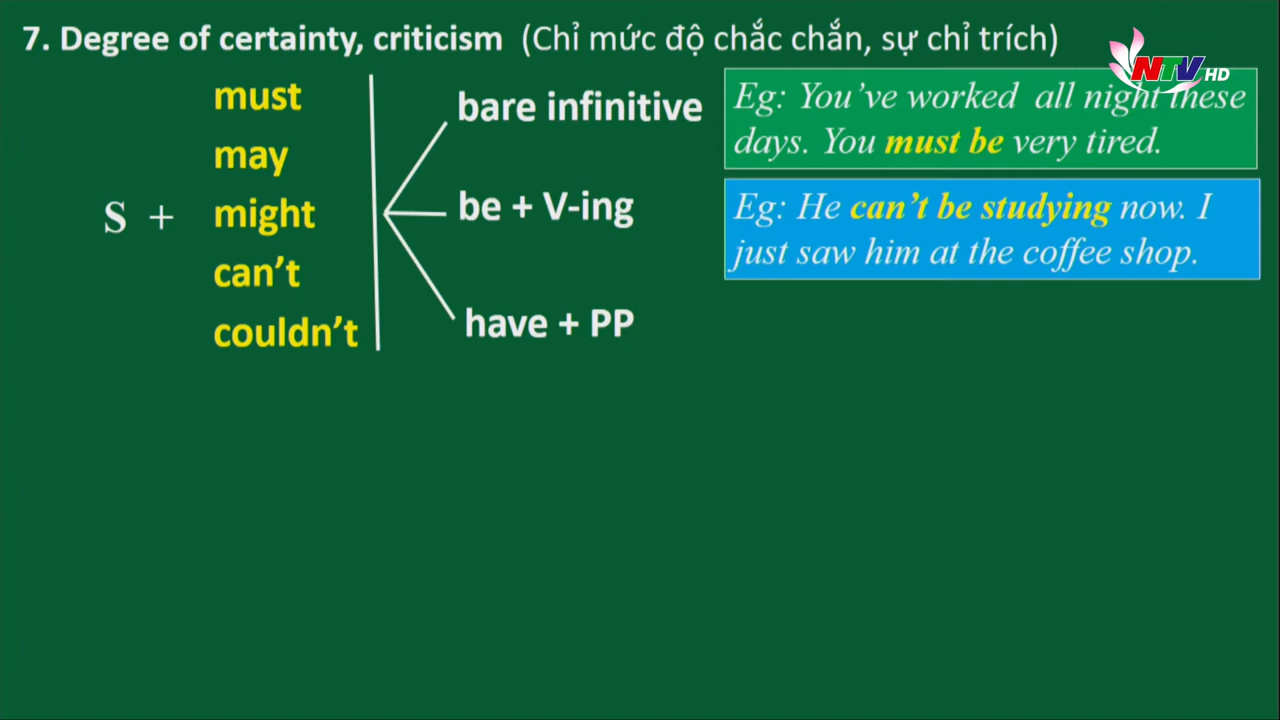 7. Degree of certainty, criticism (Chỉ mức độ chắc chắn, sự chỉ trích)
NTV HD
must
may
S + might
can't
couldn't
bare infinitive
be + V-ing
have + PP
Eg: You've worked all night these
days. You must be very tired.
Eg: He can't be studying now. I
just saw him at the coffee shop.